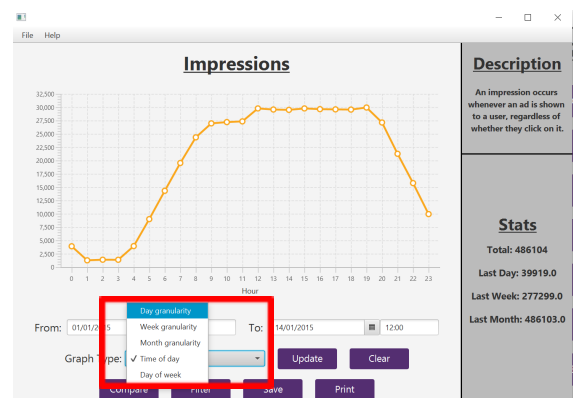 File Help
Impressions
32,500
30,000
27,500
25,000
22,500
20,000
17,500
15,000
12,500
10,000
7,500
5,000
2,500
0
0 1 2 3 4 5 6 7 8 9 10 11 12 13 14 15 16 17 18 19 20 21 22 23
Hour
From: 01/01/ 15 To: 14/01/2015 12:00
Graph Type:
Day granularity
Week granularity
Month granularity
✓ Time of day
Day of week
Update Clear
Compare Filter Save Print
Description
An impression occurs
whenever an ad is shown
to a user, regardless of
whether they click on it.
Stats
Total: 486104
Last Day: 39919.0
Last Week: 277299.0
Last Month: 486103.0